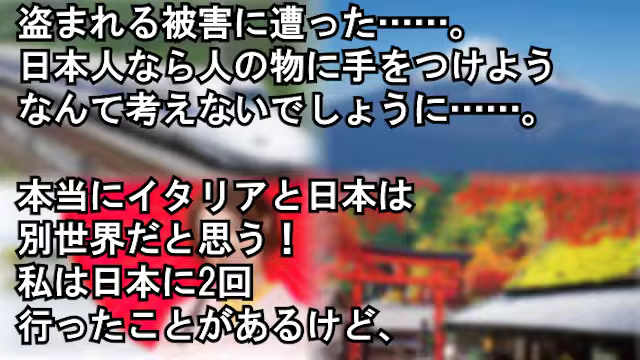 盗まれる被害に遭った……。
日本人なら人の物に手をつけよう
なんて考えないでしょうに……。
本当にイタリアと日本は
別世界だと思う！
私は日本に2回
行ったことがあるけど、